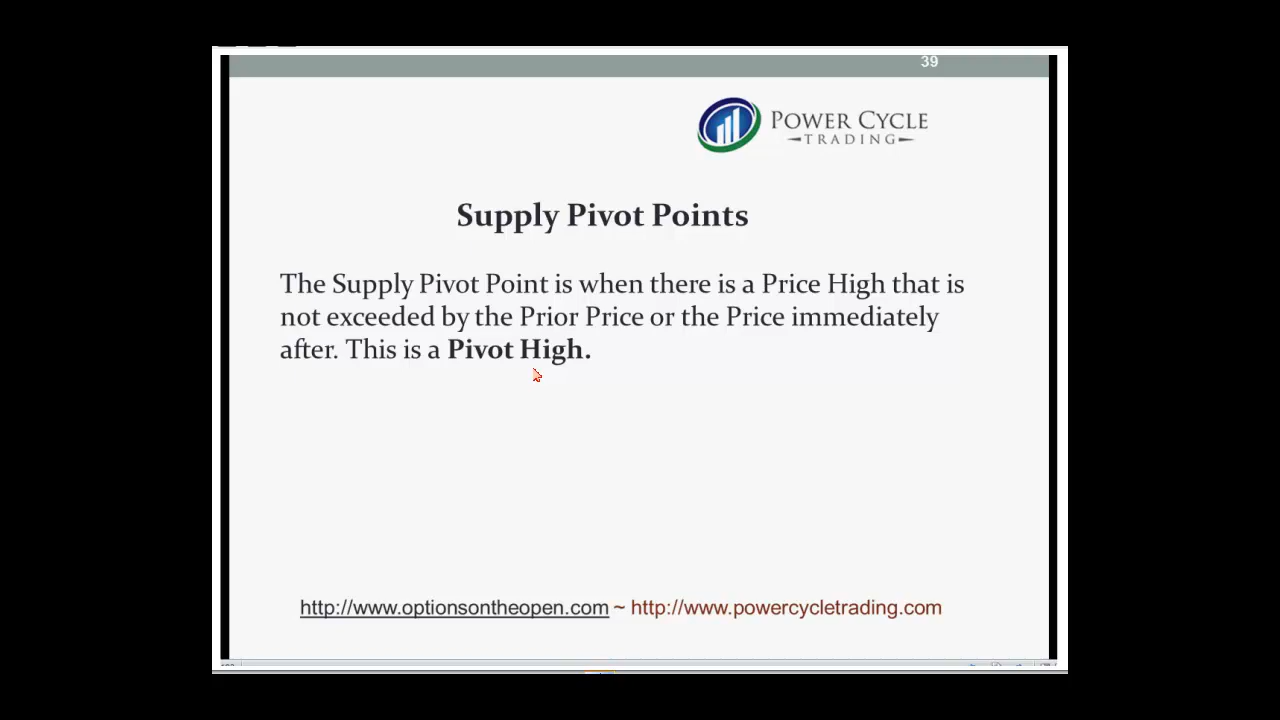 39
POWER CYCLE
TRADING
Supply Pivot Points
The Supply Pivot Point is when there is a Price High that is
not exceeded by the Prior Price or the Price immediately
after. This is a Pivot High.
http://www.optionsontheopen.com ~ http://www.powercycletrading.com